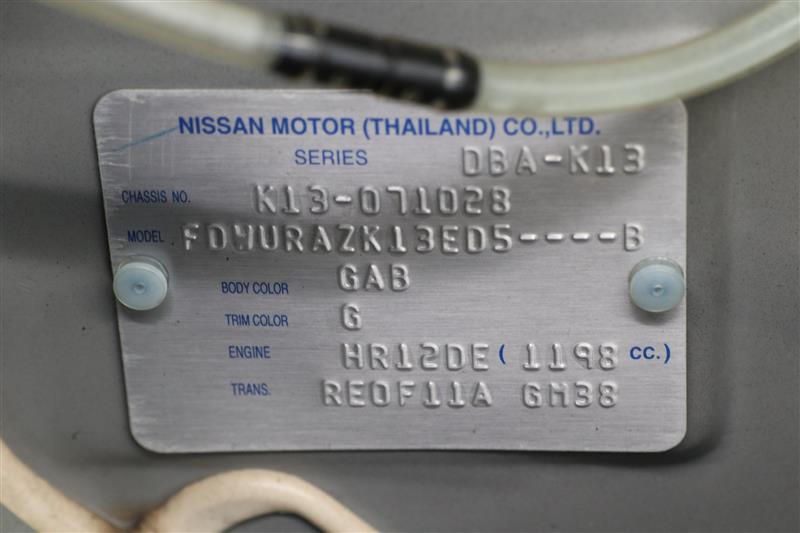 NISSAN MOTOR (THAILAND) CO.,LTD.
SERIES DBA-K13
CHASSIS NO. K13-071028
MODEL FDWURAZK13ED5----B
BODY COLOR GAB
TRIM COLOR G
ENGINE HR12DE ( 1198 CC.)
TRANS. RE0F11A GM38